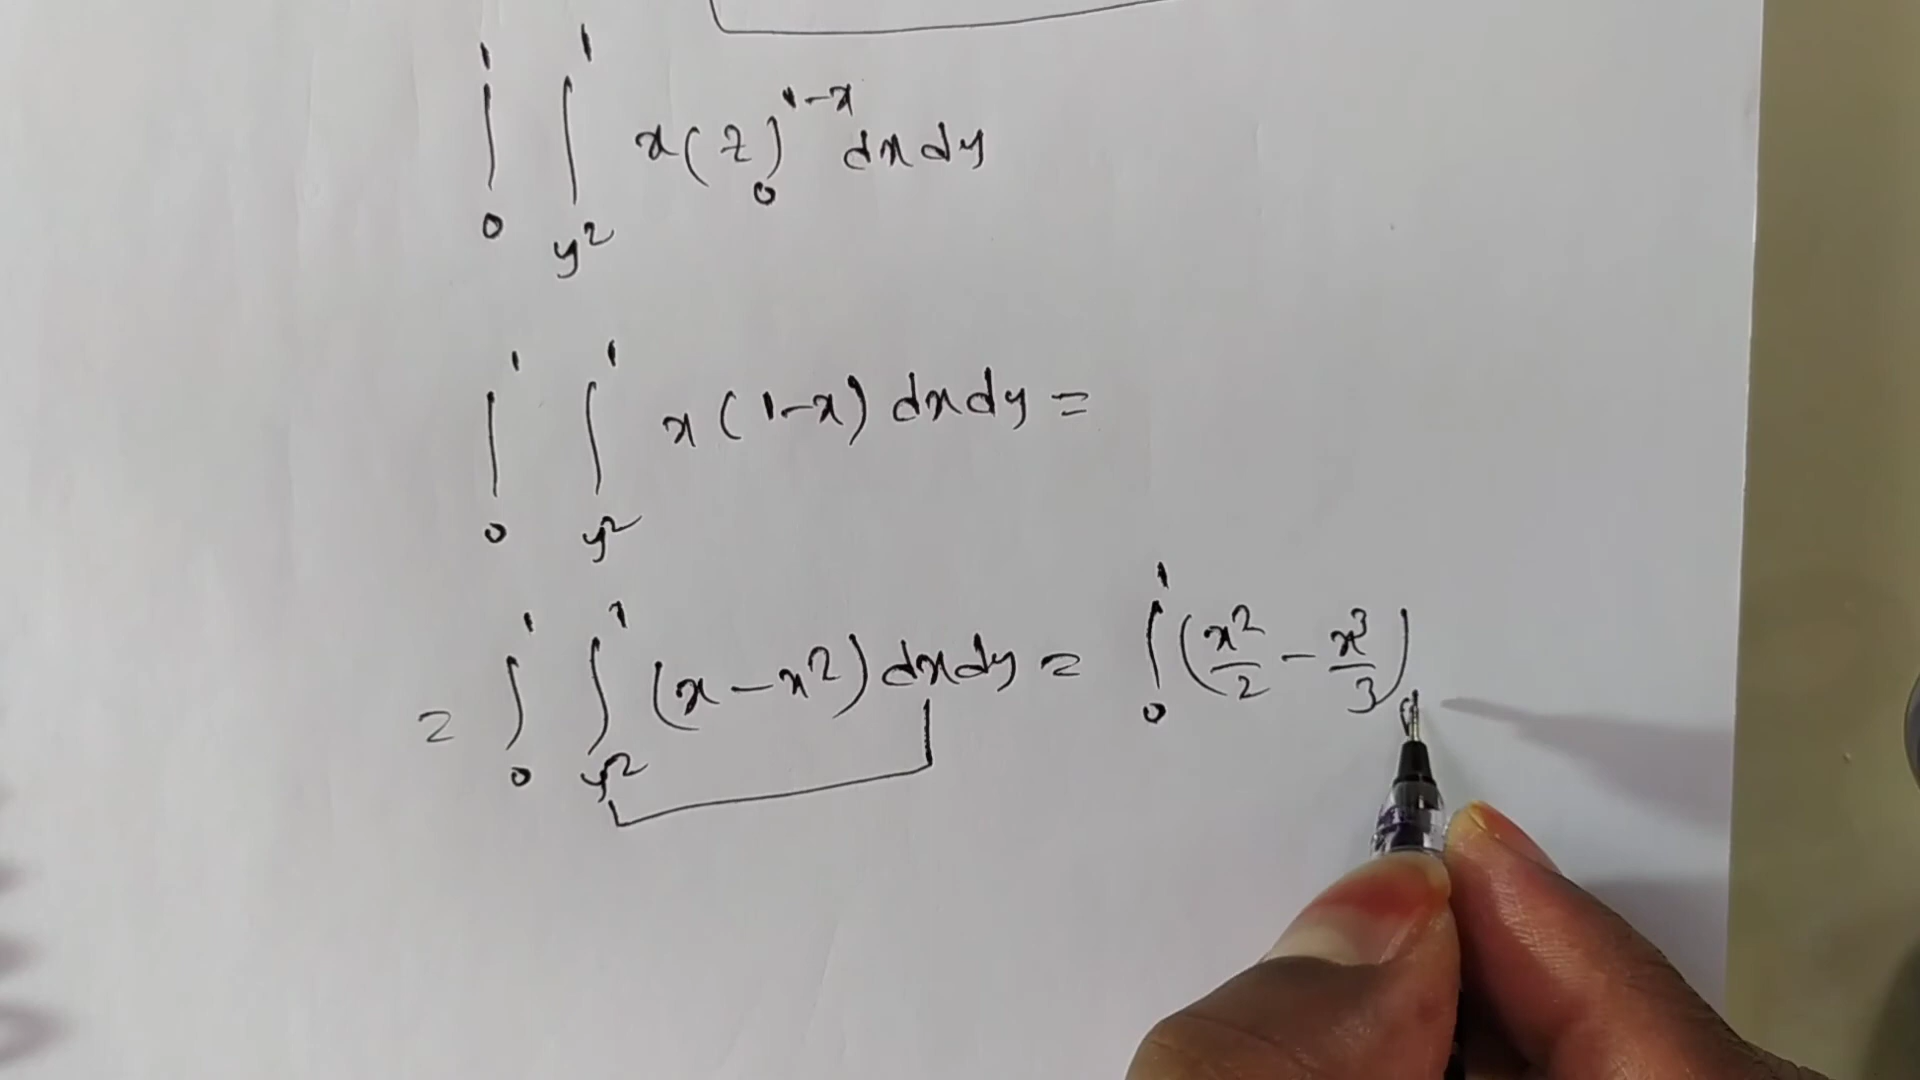 ∫₀¹ ∫_{y²}¹ x(z)₀^{1-x} dx dy
∫₀¹ ∫_{y²}¹ x(1-x) dx dy =
= ∫₀¹ ∫_{y²}¹ (x-x²) dx dy = ∫₀¹ (x²/2 - x³/3)